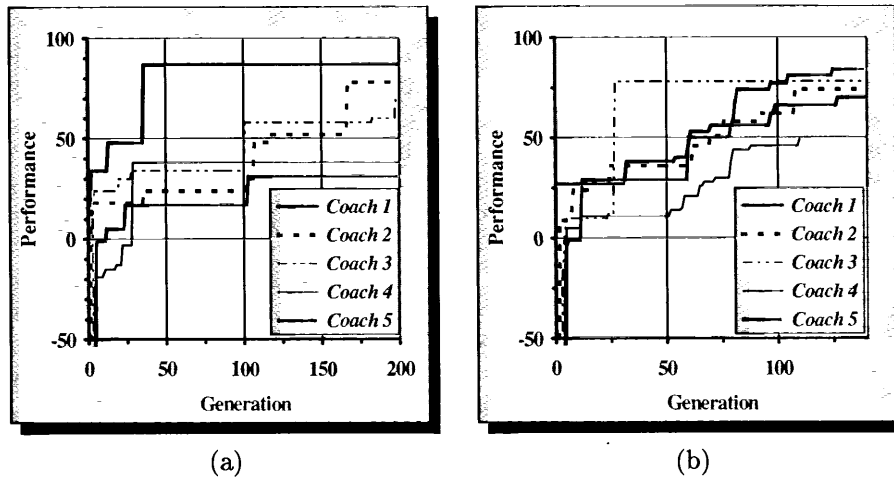 100
50
0
-50
Performance
Coach 1
Coach 2
Coach 3
Coach 4
Coach 5
0
50
100
150
200
Generation
(a)
100
50
0
-50
Performance
Coach 1
Coach 2
Coach 3
Coach 4
Coach 5
0
50
100
Generation
(b)